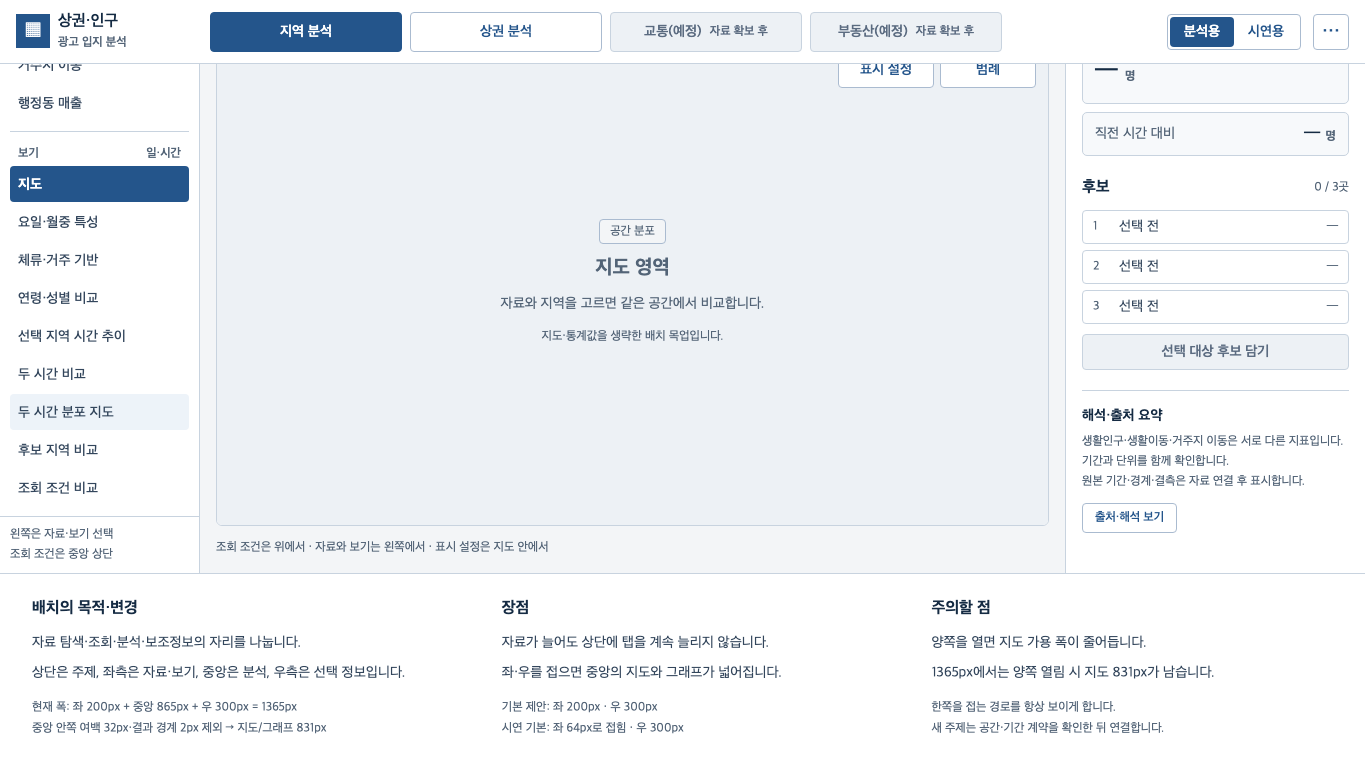 상권·인구
광고 입지 분석
지역 분석
상권 분석
교통(예정) 자료 확보 후
부동산(예정) 자료 확보 후
분석용
시연용
···
거주지 이동
행정동 매출
보기
일·시간
지도
요일·월중 특성
체류·거주 기반
연령·성별 비교
선택 지역 시간 추이
두 시간 비교
두 시간 분포 지도
후보 지역 비교
조회 조건 비교
왼쪽은 자료·보기 선택
조회 조건은 중앙 상단
표시 설정
범례
공간 분포
지도 영역
자료와 지역을 고르면 같은 공간에서 비교합니다.
지도·통계값을 생략한 배치 목업입니다.
조회 조건은 위에서 · 자료와 보기는 왼쪽에서 · 표시 설정은 지도 안에서
— 명
직전 시간 대비 — 명
후보 0 / 3곳
1 선택 전 —
2 선택 전 —
3 선택 전 —
선택 대상 후보 담기
해석·출처 요약
생활인구·생활이동·거주지 이동은 서로 다른 지표입니다.
기간과 단위를 함께 확인합니다.
원본 기간·경계·결측은 자료 연결 후 표시합니다.
출처·해석 보기
배치의 목적·변경
자료 탐색·조회·분석·보조정보의 자리를 나눕니다.
상단은 주제, 좌측은 자료·보기, 중앙은 분석, 우측은 선택 정보입니다.
현재 폭: 좌 200px + 중앙 865px + 우 300px = 1365px
중앙 안쪽 여백 32px·결과 경계 2px 제외 → 지도/그래프 831px
장점
자료가 늘어도 상단에 탭을 계속 늘리지 않습니다.
좌·우를 접으면 중앙의 지도와 그래프가 넓어집니다.
기본 제안: 좌 200px · 우 300px
시연 기본: 좌 64px로 접힘 · 우 300px
주의할 점
양쪽을 열면 지도 가용 폭이 줄어듭니다.
1365px에서는 양쪽 열림 시 지도 831px가 남습니다.
한쪽을 접는 경로를 항상 보이게 합니다.
새 주제는 공간·기간 계약을 확인한 뒤 연결합니다.